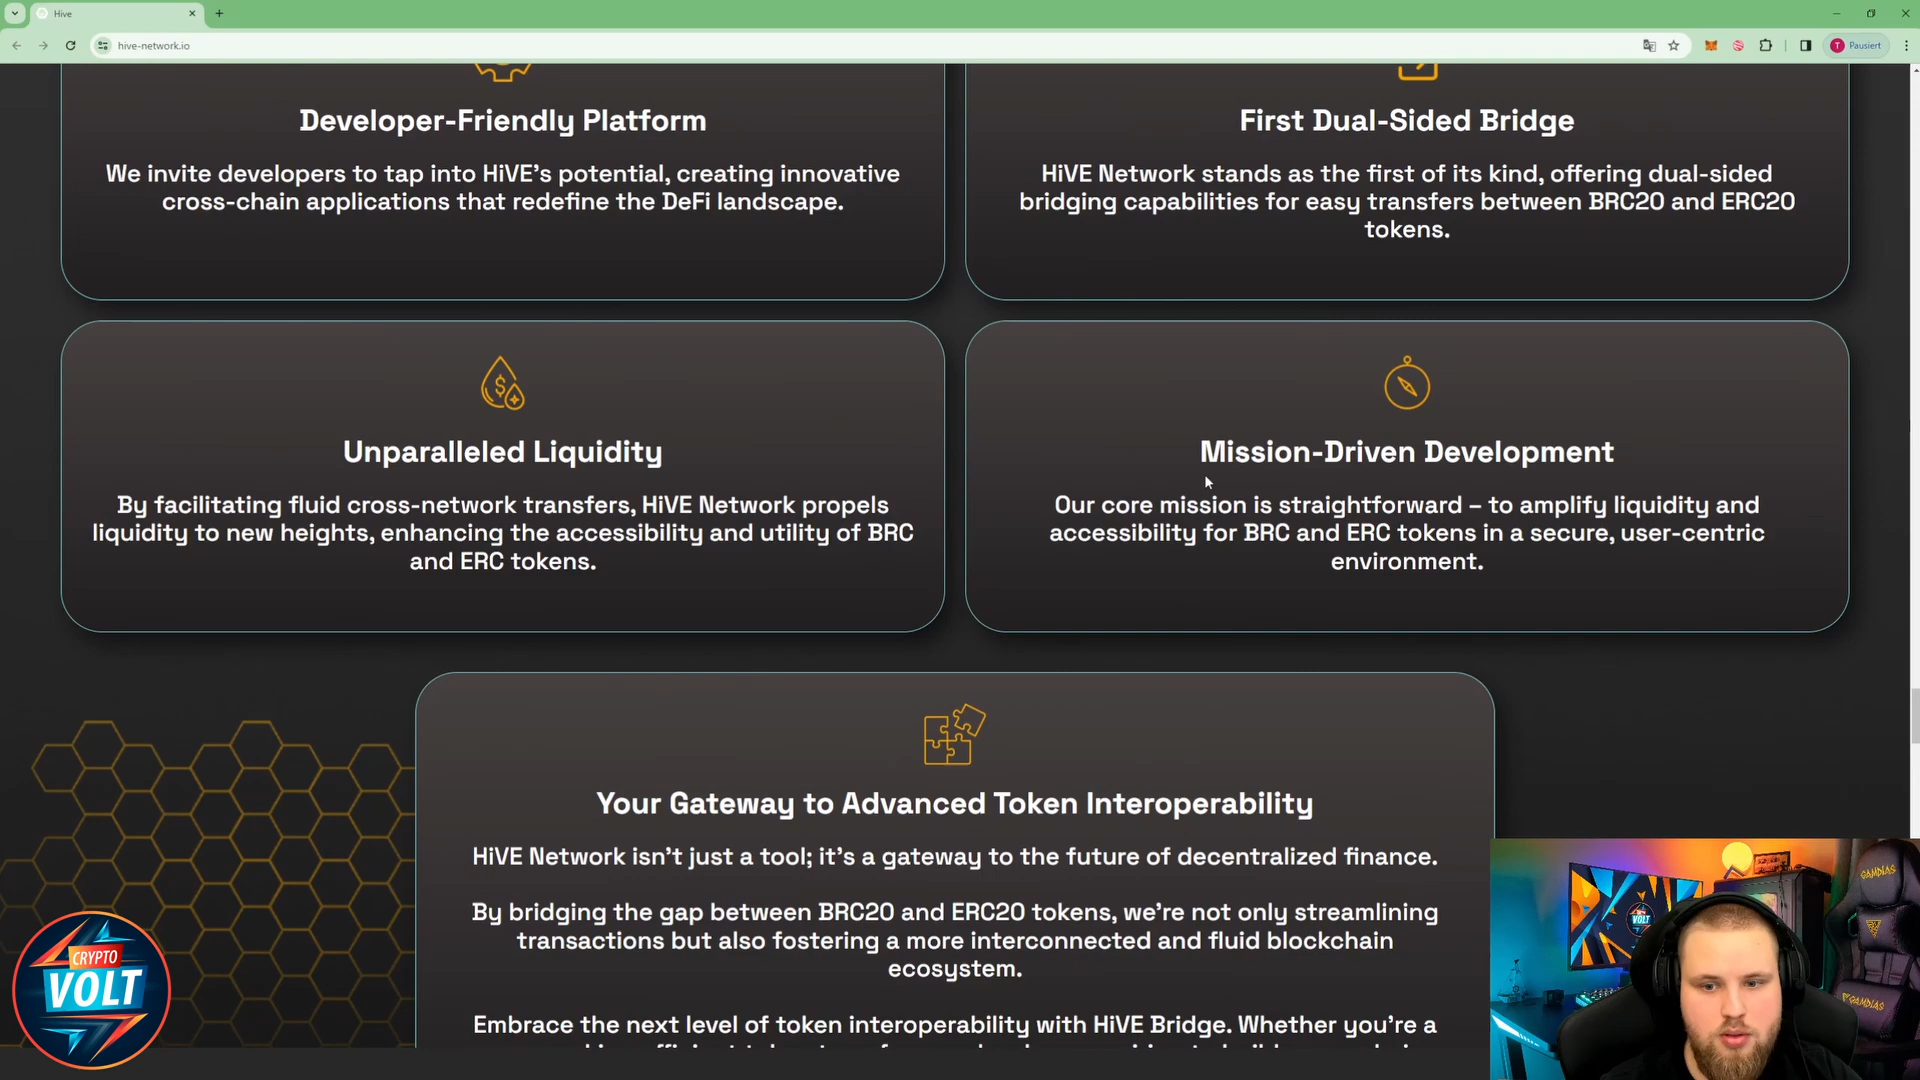 Hive
hive-network.io
Pausiert
T
Developer-Friendly Platform
We invite developers to tap into HiVE's potential, creating innovative
cross-chain applications that redefine the DeFi landscape.
First Dual-Sided Bridge
HiVE Network stands as the first of its kind, offering dual-sided
bridging capabilities for easy transfers between BRC20 and ERC20
tokens.
Unparalleled Liquidity
By facilitating fluid cross-network transfers, HiVE Network propels
liquidity to new heights, enhancing the accessibility and utility of BRC
and ERC tokens.
Mission-Driven Development
Our core mission is straightforward – to amplify liquidity and
accessibility for BRC and ERC tokens in a secure, user-centric
environment.
Your Gateway to Advanced Token Interoperability
HiVE Network isn't just a tool; it's a gateway to the future of decentralized finance.
By bridging the gap between BRC20 and ERC20 tokens, we're not only streamlining
transactions but also fostering a more interconnected and fluid blockchain
ecosystem.
Embrace the next level of token interoperability with HiVE Bridge. Whether you're a
CRYPTO
VOLT
VOLT
GAMDIAS
GAMDIAS